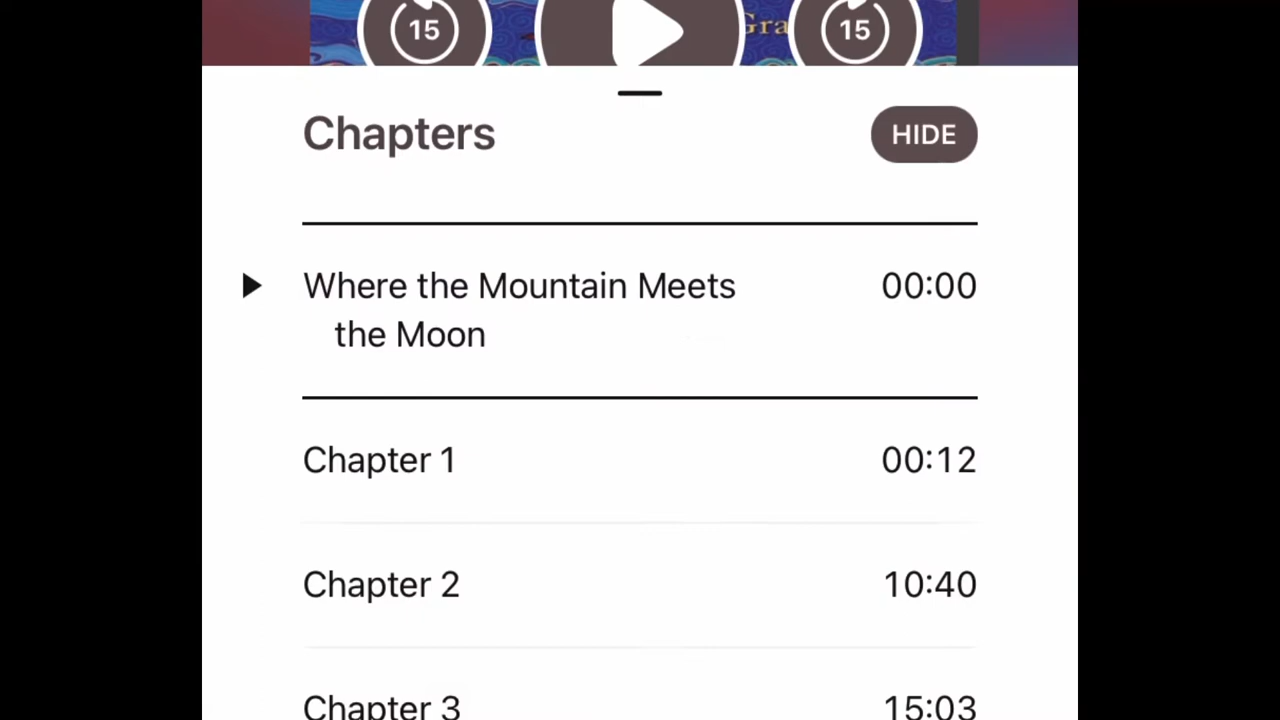 15
Gra
15
Chapters
HIDE
Where the Mountain Meets
the Moon
00:00
Chapter 1
00:12
Chapter 2
10:40
Chapter 3
15:03